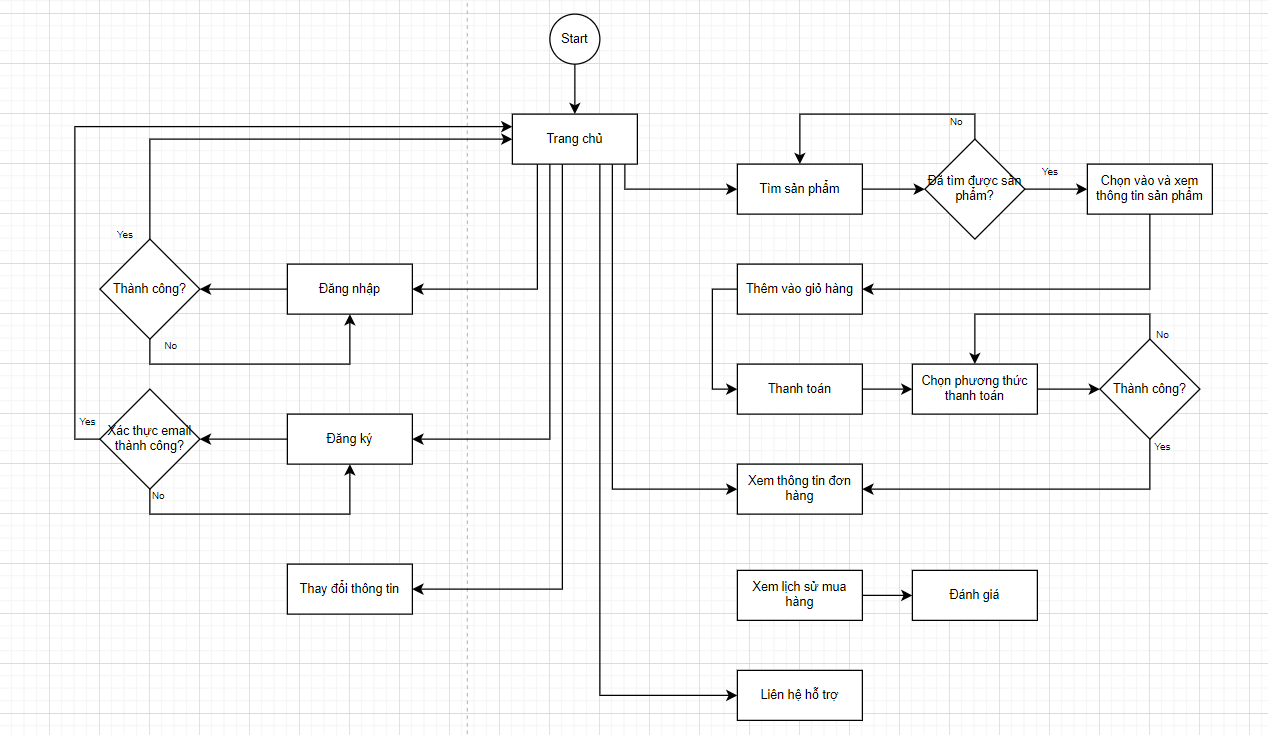 Start
Trang chủ
No
Tìm sản phẩm
Đã tìm được sản
phẩm?
Yes
Chọn vào và xem
thông tin sản phẩm
Yes
Thành công?
Đăng nhập
No
Thêm vào giỏ hàng
No
Thanh toán
Chọn phương thức
thanh toán
Thành công?
Yes
Yes
Xác thực email
thành công?
Đăng ký
No
Xem thông tin đơn
hàng
Thay đổi thông tin
Xem lịch sử mua
hàng
Đánh giá
Liên hệ hỗ trợ